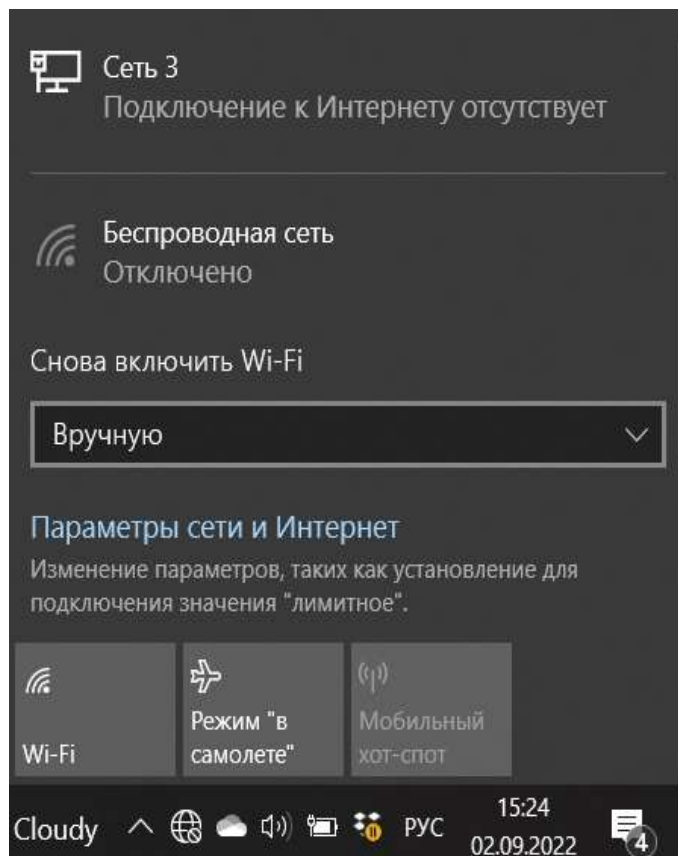 Сеть 3
Подключение к Интернету отсутствует
Беспроводная сеть
Отключено
Снова включить Wi-Fi
Вручную
Параметры сети и Интернет
Изменение параметров, таких как установление для
подключения значения "лимитное".
Wi-Fi
Режим "в
самолете"
Мобильный
хот-спот
Cloudy
РУС
15:24
02.09.2022
4